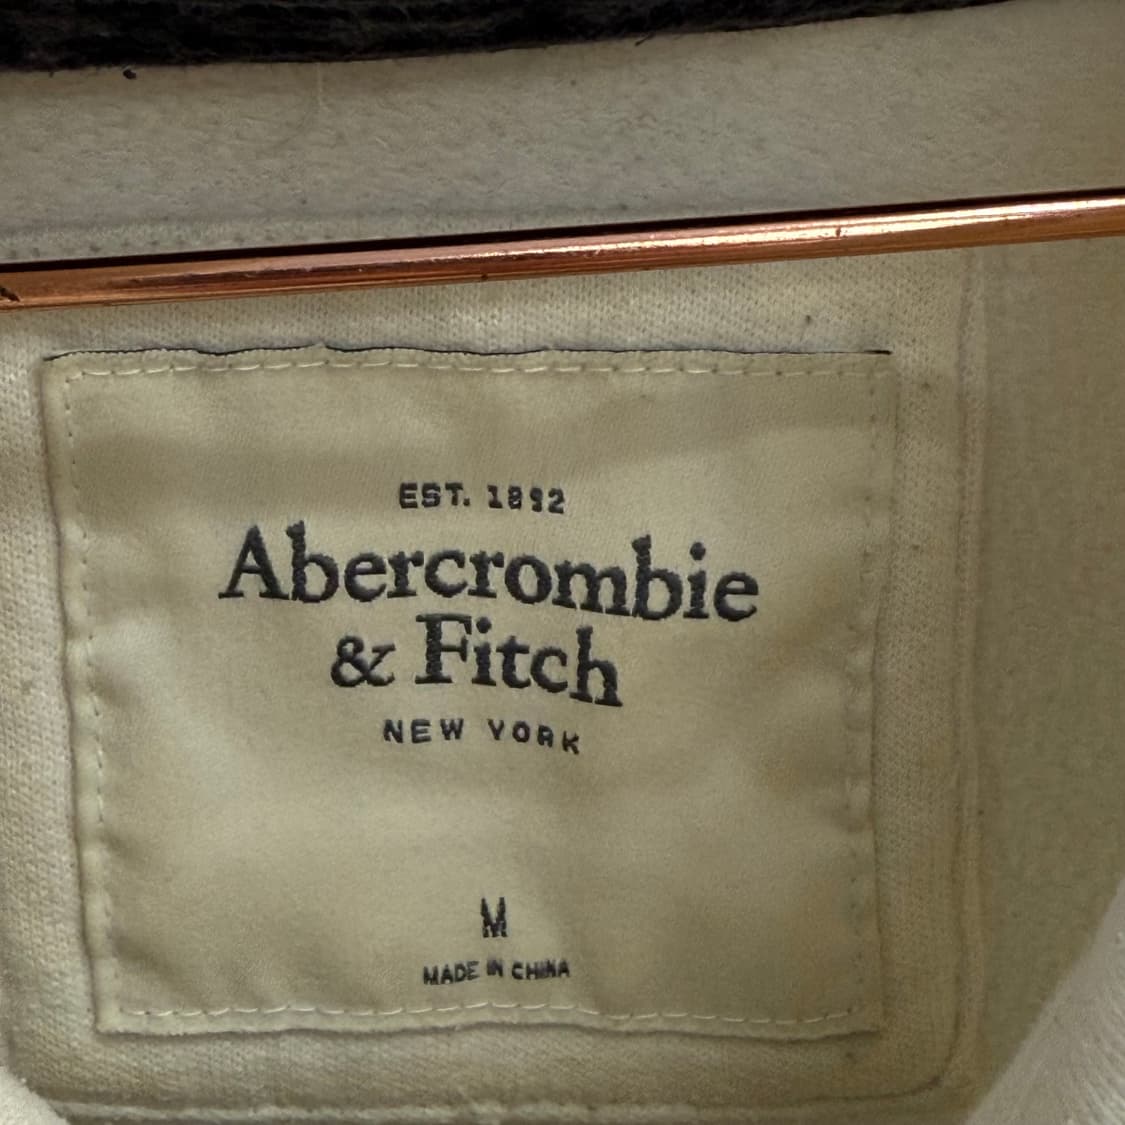 EST. 1892
Abercrombie
& Fitch
NEW YORK
M
MADE IN CHINA